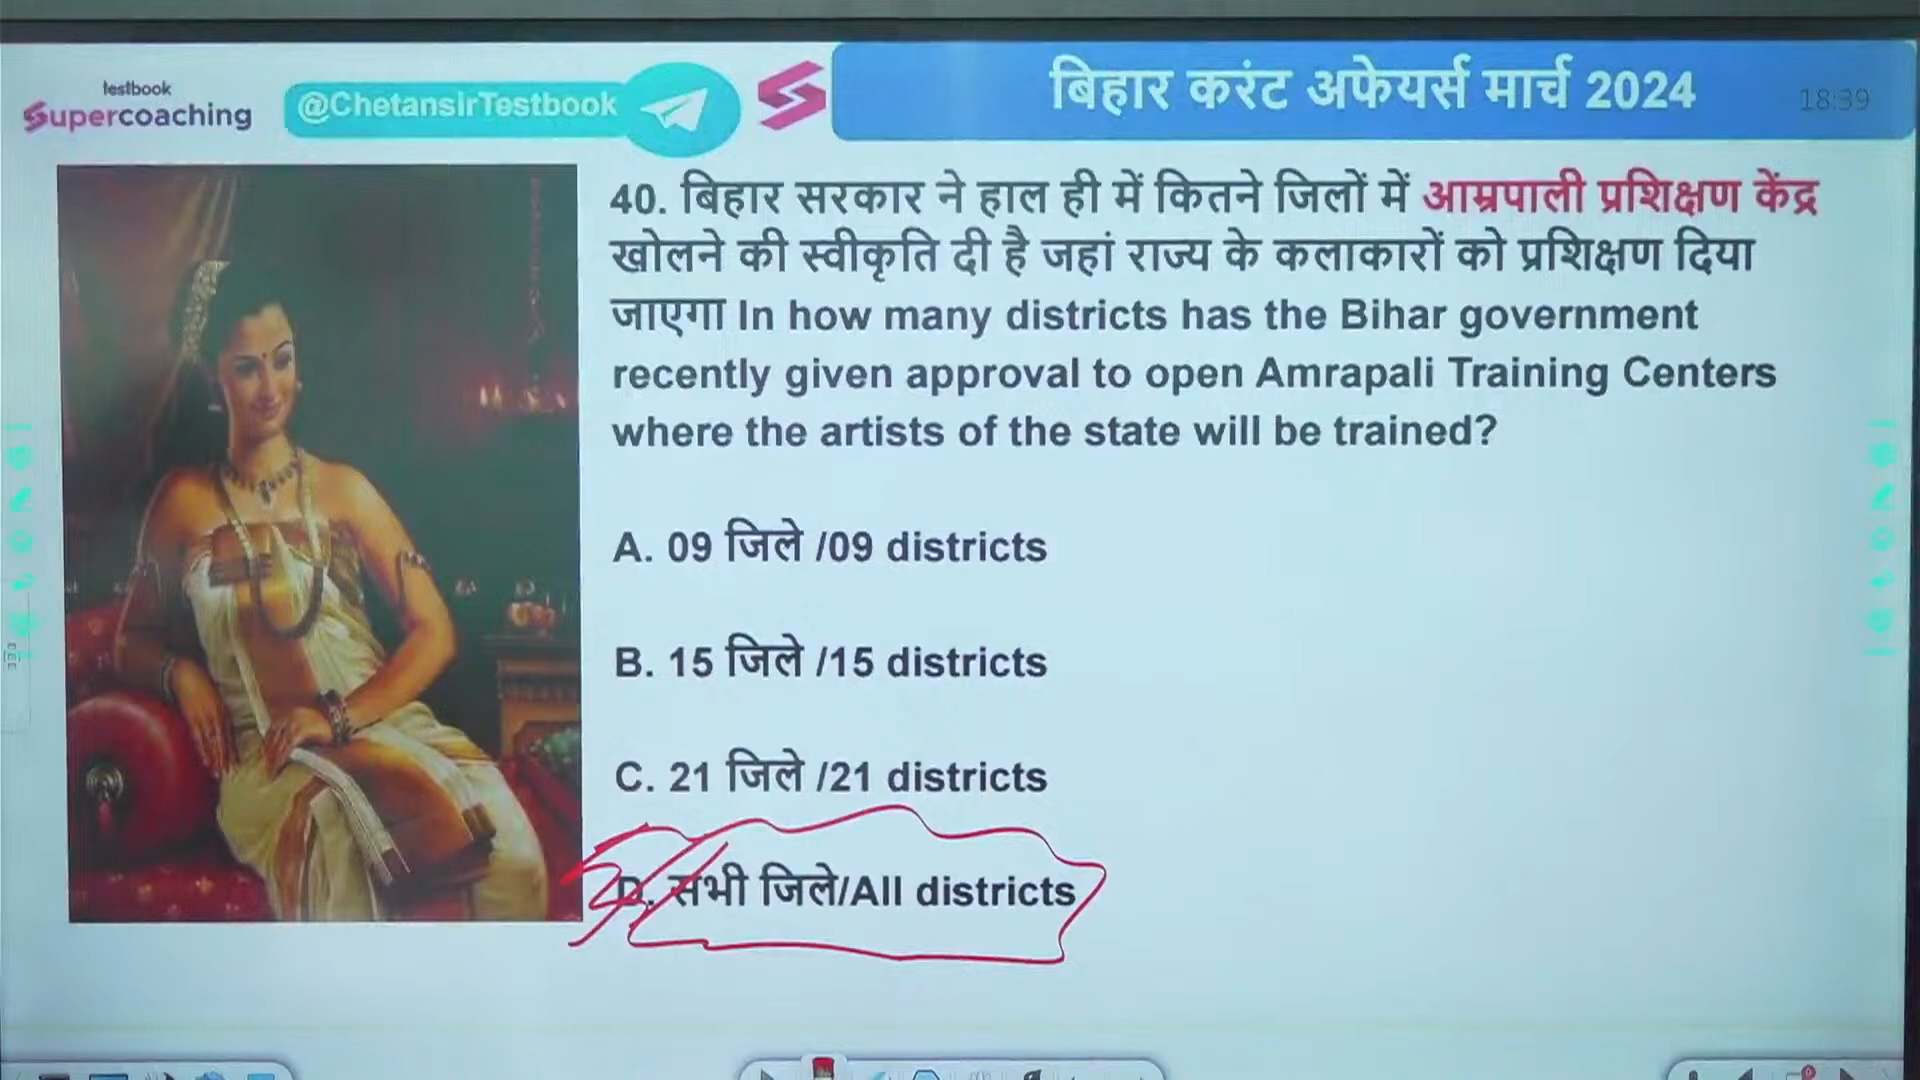 testbook
Supercoaching
@ChetansirTestbook
बिहार करंट अफेयर्स मार्च 2024
18:39
40. बिहार सरकार ने हाल ही में कितने जिलों में आम्रपाली प्रशिक्षण केंद्र
खोलने की स्वीकृति दी है जहां राज्य के कलाकारों को प्रशिक्षण दिया
जाएगा In how many districts has the Bihar government
recently given approval to open Amrapali Training Centers
where the artists of the state will be trained?
A. 09 जिले /09 districts
B. 15 जिले /15 districts
C. 21 जिले /21 districts
D. सभी जिले/All districts